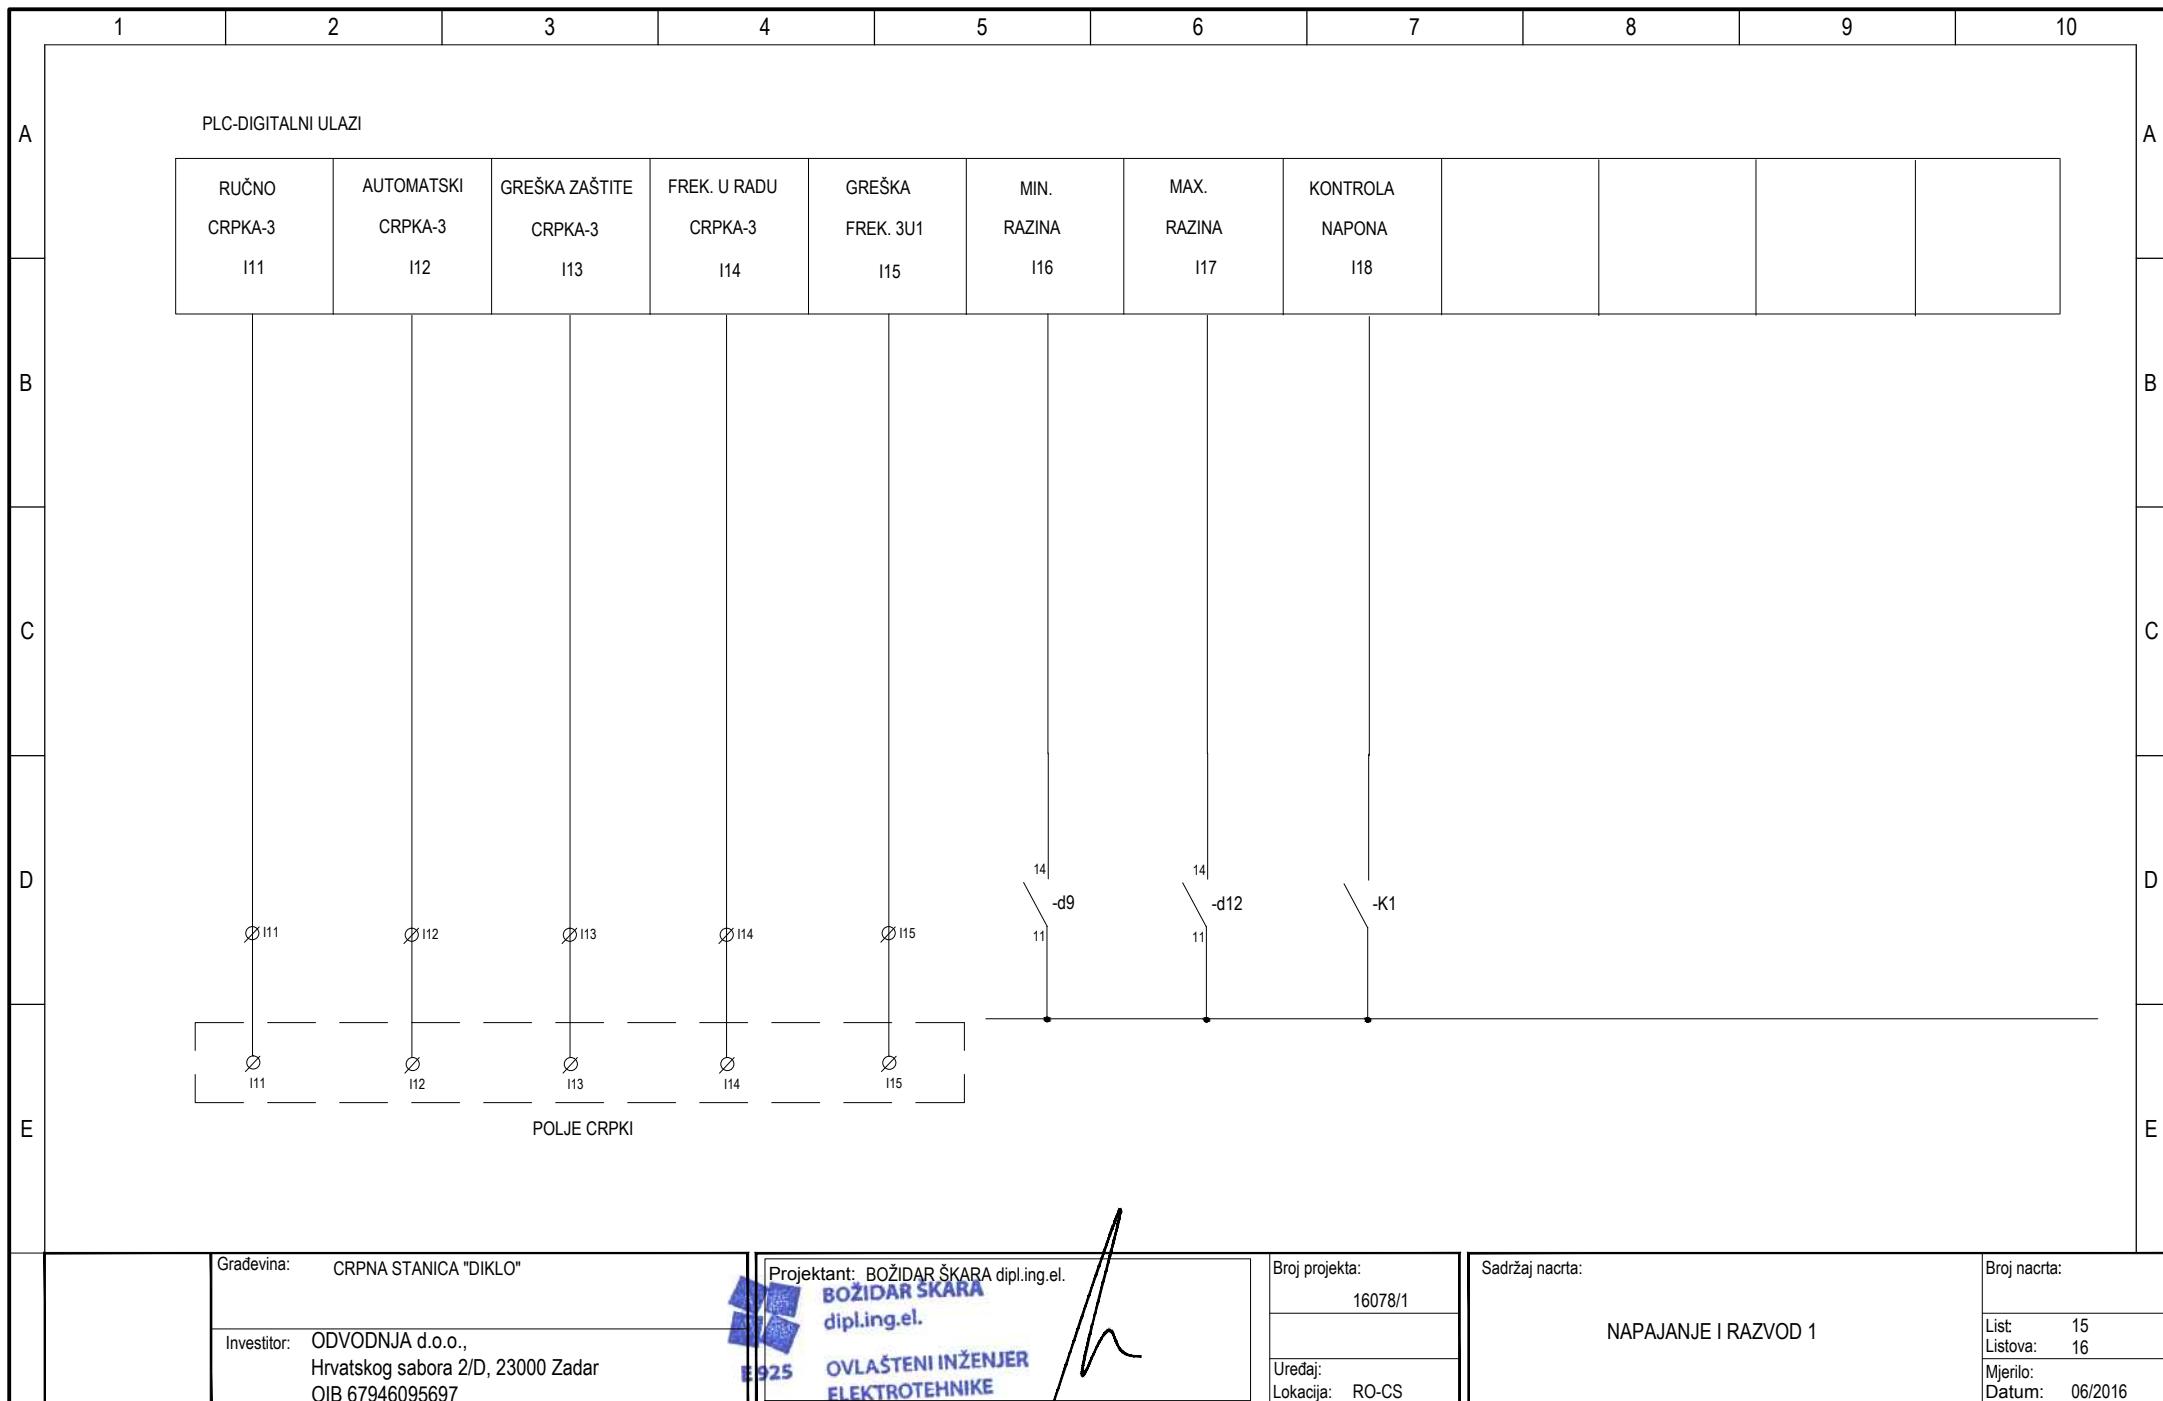 1 2 3 4 5 6 7 8 9 10
A A
PLC-DIGITALNI ULAZI
RUČNO
CRPKA-3
I11
AUTOMATSKI
CRPKA-3
I12
GREŠKA ZAŠTITE
CRPKA-3
I13
FREK. U RADU
CRPKA-3
I14
GREŠKA
FREK. 3U1
I15
MIN.
RAZINA
I16
MAX.
RAZINA
I17
KONTROLA
NAPONA
I18
B B
C C
D D
14
-d9
11
14
-d12
11
-K1
I11 I12 I13 I14 I15
I11 I12 I13 I14 I15
POLJE CRPKI
E E
Građevina: CRPNA STANICA "DIKLO"
Investitor: ODVODNJA d.o.o.,
Hrvatskog sabora 2/D, 23000 Zadar
OIB 67946095697
Projektant: BOŽIDAR ŠKARA dipl.ing.el.
BOŽIDAR ŠKARA
dipl.ing.el.
E 925 OVLAŠTENI INŽENJER
ELEKTROTEHNIKE
Broj projekta:
16078/1
Uređaj:
Lokacija: RO-CS
Sadržaj nacrta:
NAPAJANJE I RAZVOD 1
Broj nacrta:
List: 15
Listova: 16
Mjerilo:
Datum: 06/2016